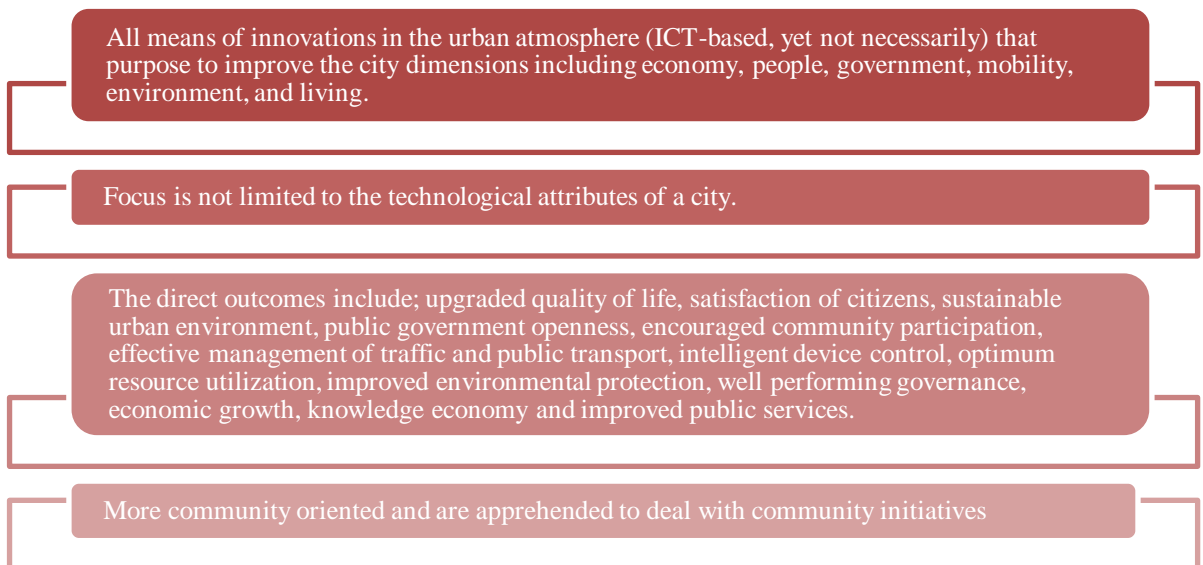 All means of innovations in the urban atmosphere (ICT-based, yet not necessarily) that
purpose to improve the city dimensions including economy, people, government, mobility,
environment, and living.
Focus is not limited to the technological attributes of a city.
The direct outcomes include; upgraded quality of life, satisfaction of citizens, sustainable
urban environment, public government openness, encouraged community participation,
effective management of traffic and public transport, intelligent device control, optimum
resource utilization, improved environmental protection, well performing governance,
economic growth, knowledge economy and improved public services.
More community oriented and are apprehended to deal with community initiatives